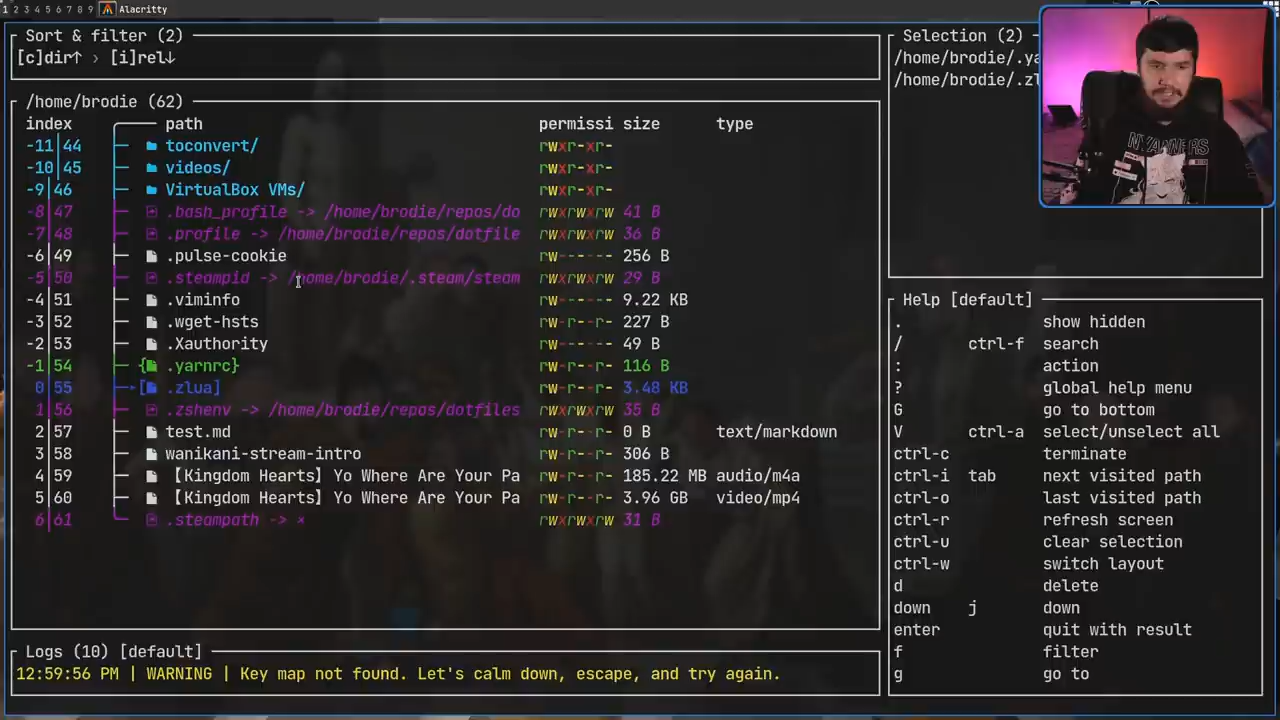 1 2 3 4 5 6 7 8 9 Alacritty
Sort & filter (2)
[c]dir↑ › [i]rel↓
/home/brodie (62)
index path permissi size type
-11│44 ├─ toconvert/ rwxr-xr-
-10│45 ├─ videos/ rwxr-xr-
-9│46 ├─ VirtualBox VMs/ rwxr-xr-
-8│47 ├─ .bash_profile -> /home/brodie/repos/do rwxrwxrw 41 B
-7│48 ├─ .profile -> /home/brodie/repos/dotfile rwxrwxrw 36 B
-6│49 ├─ .pulse-cookie rw------ 256 B
-5│50 ├─ .steampid -> /home/brodie/.steam/steam rwxrwxrw 29 B
-4│51 ├─ .viminfo rw------ 9.22 KB
-3│52 ├─ .wget-hsts rw-r--r- 227 B
-2│53 ├─ .Xauthority rw------ 49 B
-1│54 ├─ { .yarnrc} rw-r--r- 116 B
0│55 ├─▸[ .zlua] rw-r--r- 3.48 KB
1│56 ├─ .zshenv -> /home/brodie/repos/dotfiles rwxrwxrw 35 B
2│57 ├─ test.md rw-r--r- 0 B text/markdown
3│58 ├─ wanikani-stream-intro rw-r--r- 306 B
4│59 ├─ 【Kingdom Hearts】Yo Where Are Your Pa rw-r--r- 185.22 MB audio/m4a
5│60 ├─ 【Kingdom Hearts】Yo Where Are Your Pa rw-r--r- 3.96 GB video/mp4
6│61 ╰─ .steampath -> × rwxrwxrw 31 B
Logs (10) [default]
12:59:56 PM | WARNING | Key map not found. Let's calm down, escape, and try again.
Selection (2)
/home/brodie/.ya
/home/brodie/.zl
NYANNERS
Help [default]
. show hidden
/ ctrl-f search
: action
? global help menu
G go to bottom
V ctrl-a select/unselect all
ctrl-c terminate
ctrl-i tab next visited path
ctrl-o last visited path
ctrl-r refresh screen
ctrl-u clear selection
ctrl-w switch layout
d delete
down j down
enter quit with result
f filter
g go to